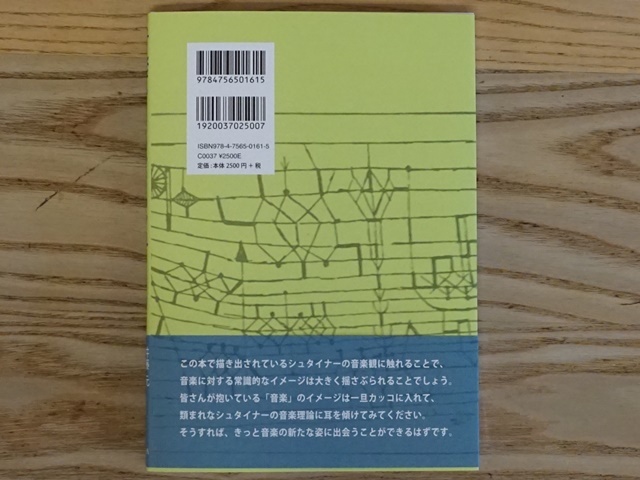 9784756501615
1920037025007
ISBN978-4-7565-0161-5
C0037 ¥2500E
定価：本体 2500 円 + 税
この本で描き出されているシュタイナーの音楽観に触れることで、
音楽に対する常識的なイメージは大きく揺さぶられることでしょう。
皆さんが抱いている「音楽」のイメージは一旦カッコに入れて、
類まれなシュタイナーの音楽理論に耳を傾けてみてください。
そうすれば、きっと音楽の新たな姿に出会うことができるはずです。